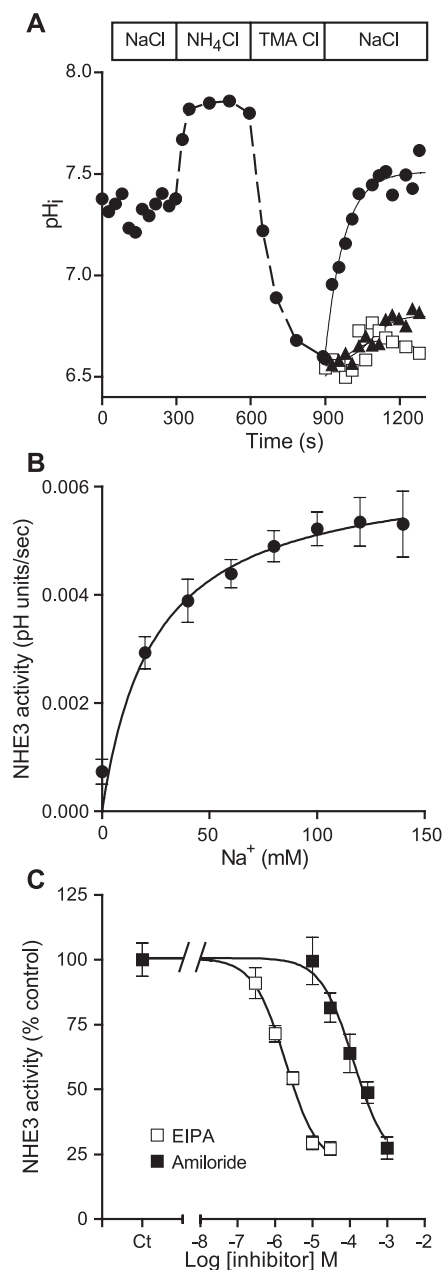 A
NaCl NH4Cl TMA Cl NaCl
8.0
7.5
7.0
6.5
pHi
0 300 600 900 1200
Time (s)
B
0.006
0.004
0.002
0.000
NHE3 activity (pH units/sec)
0 50 100 150
Na+ (mM)
C
125
100
75
50
25
0
NHE3 activity (% control)
EIPA
Amiloride
Ct -8 -7 -6 -5 -4 -3 -2
Log [inhibitor] M